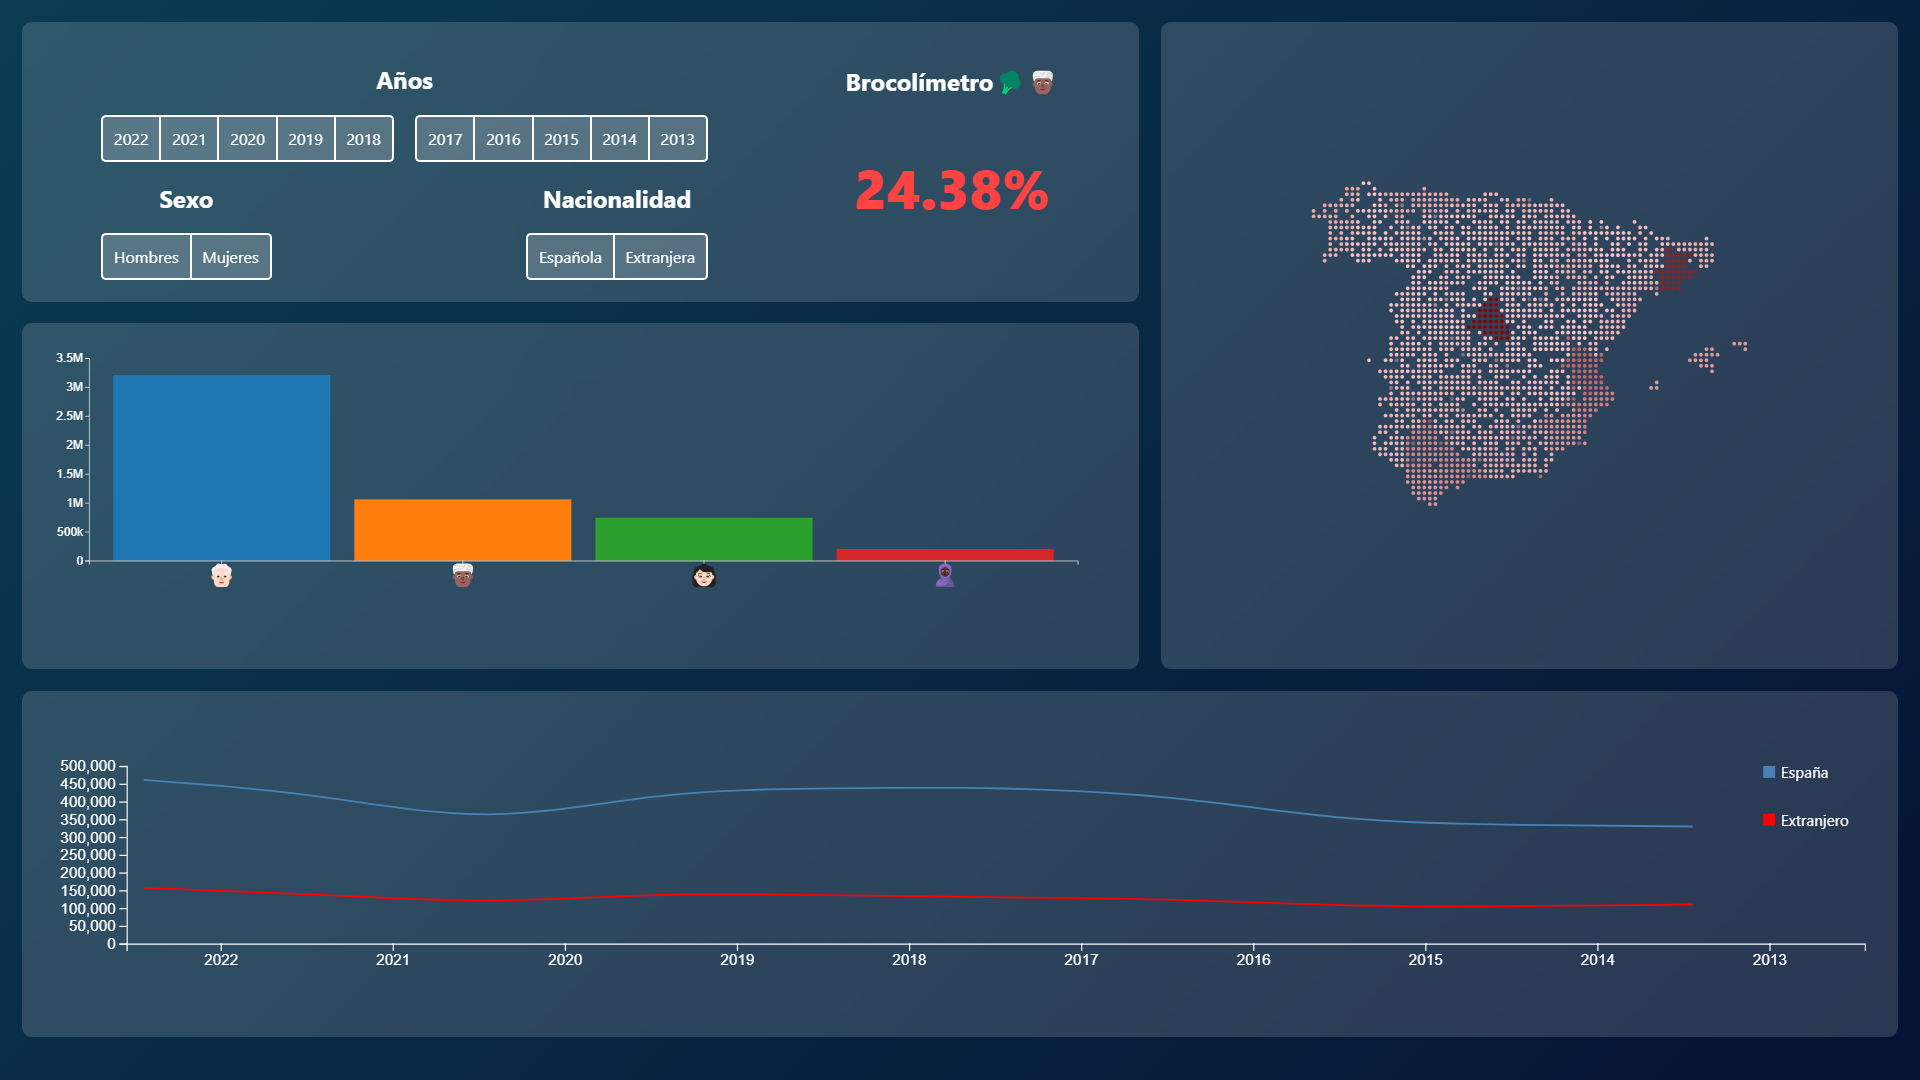 Años
2022 2021 2020 2019 2018 2017 2016 2015 2014 2013
Sexo
Hombres Mujeres
Nacionalidad
Española Extranjera
Brocolímetro
24.38%
3.5M
3M
2.5M
2M
1.5M
1M
500k
0
500,000
450,000
400,000
350,000
300,000
250,000
200,000
150,000
100,000
50,000
0
2022 2021 2020 2019 2018 2017 2016 2015 2014 2013
España
Extranjero